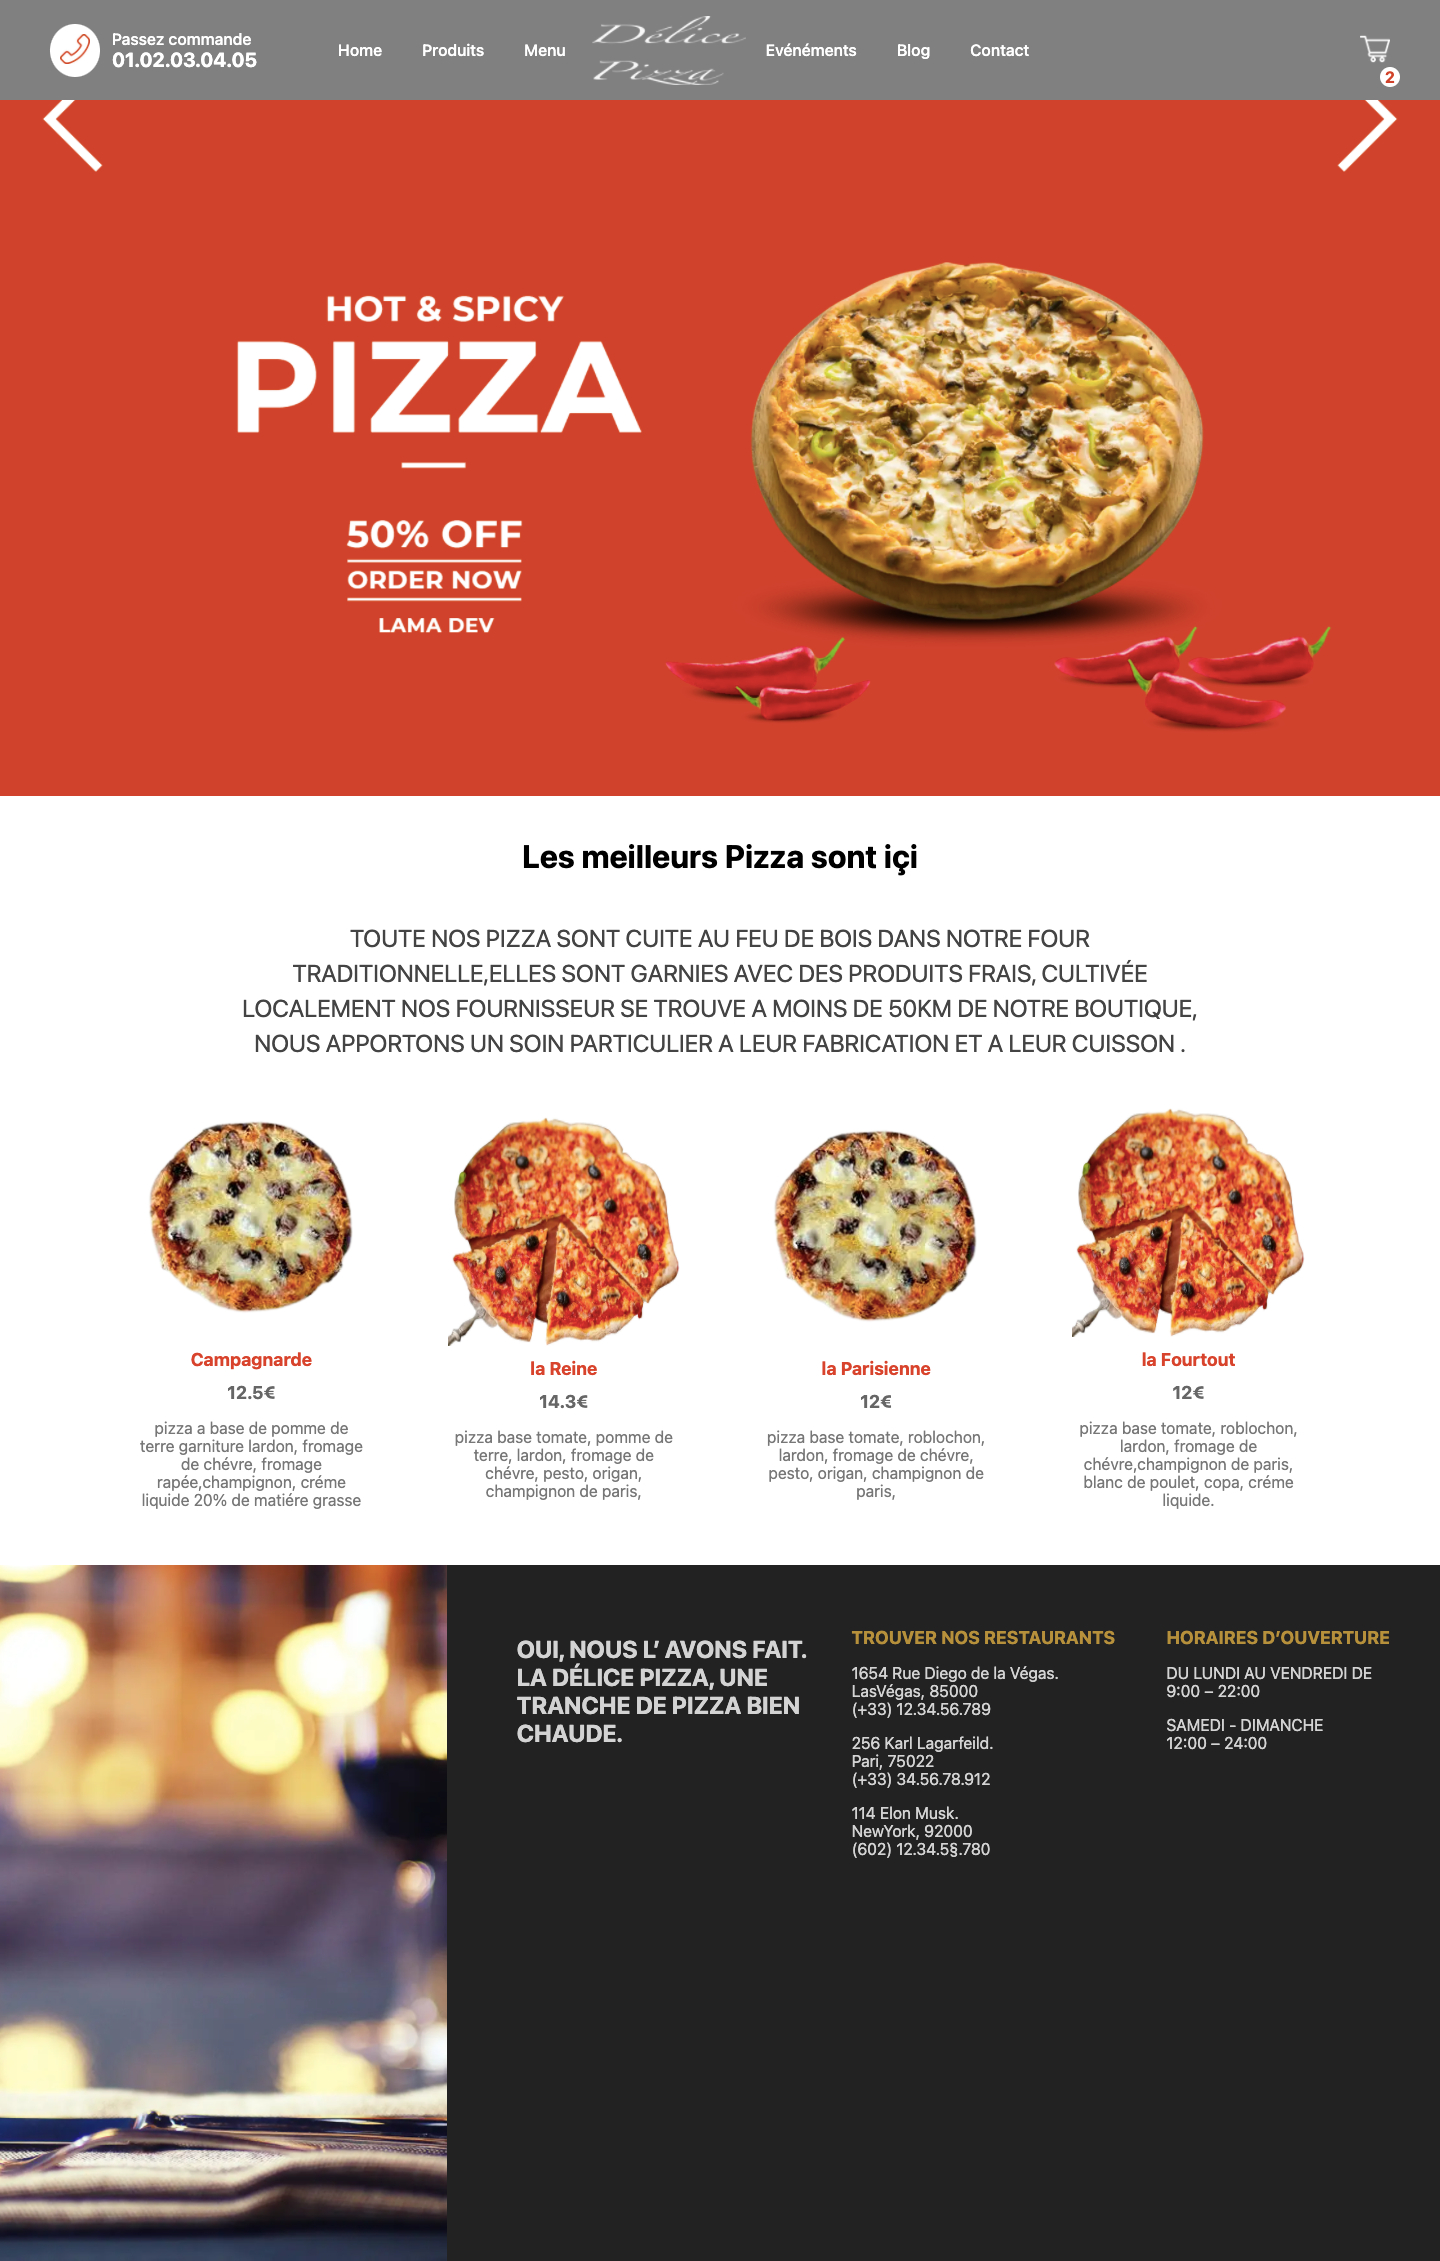 Passez commande
01.02.03.04.05
Home
Produits
Menu
Délice
Pizza
Evénéments
Blog
Contact
2
HOT & SPICY
PIZZA
50% OFF
ORDER NOW
LAMA DEV
Les meilleurs Pizza sont içi
TOUTE NOS PIZZA SONT CUITE AU FEU DE BOIS DANS NOTRE FOUR
TRADITIONNELLE,ELLES SONT GARNIES AVEC DES PRODUITS FRAIS, CULTIVÉE
LOCALEMENT NOS FOURNISSEUR SE TROUVE A MOINS DE 50KM DE NOTRE BOUTIQUE,
NOUS APPORTONS UN SOIN PARTICULIER A LEUR FABRICATION ET A LEUR CUISSON .
Campagnarde
12.5€
pizza a base de pomme de
terre garniture lardon, fromage
de chévre, fromage
rapée,champignon, créme
liquide 20% de matiére grasse
la Reine
14.3€
pizza base tomate, pomme de
terre, lardon, fromage de
chévre, pesto, origan,
champignon de paris,
la Parisienne
12€
pizza base tomate, roblochon,
lardon, fromage de chévre,
pesto, origan, champignon de
paris,
la Fourtout
12€
pizza base tomate, roblochon,
lardon, fromage de
chévre,champignon de paris,
blanc de poulet, copa, créme
liquide.
OUI, NOUS L’ AVONS FAIT.
LA DÉLICE PIZZA, UNE
TRANCHE DE PIZZA BIEN
CHAUDE.
TROUVER NOS RESTAURANTS
1654 Rue Diego de la Végas.
LasVégas, 85000
(+33) 12.34.56.789
256 Karl Lagarfeild.
Pari, 75022
(+33) 34.56.78.912
114 Elon Musk.
NewYork, 92000
(602) 12.34.5§.780
HORAIRES D’OUVERTURE
DU LUNDI AU VENDREDI DE
9:00 – 22:00
SAMEDI - DIMANCHE
12:00 – 24:00